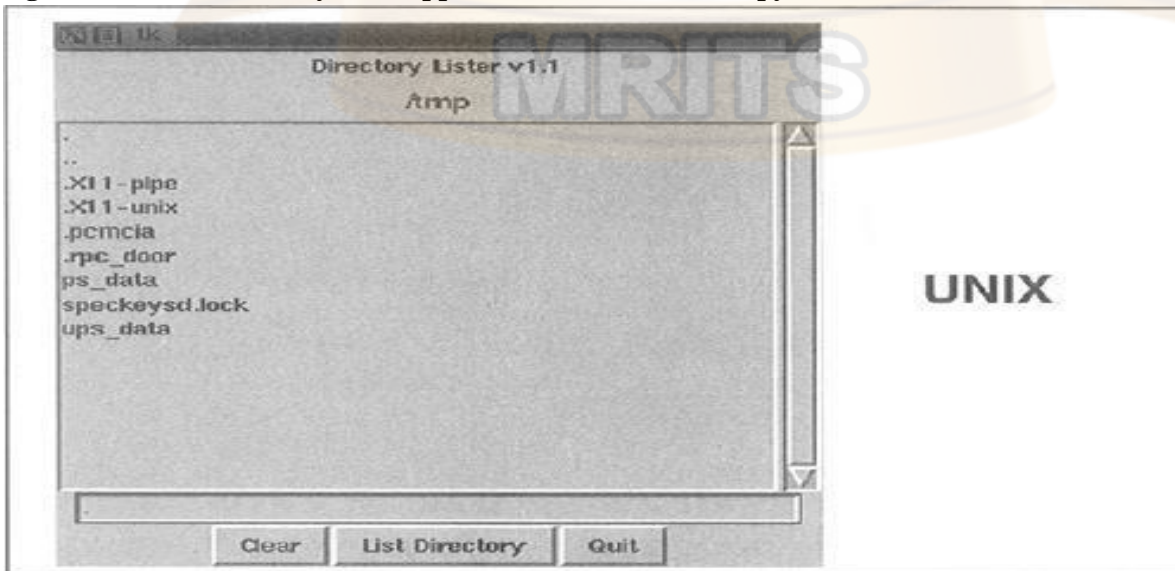 tk
Directory Lister v1.1
/tmp
MRITS
.
..
.X11-pipe
.X11-unix
.pcmcia
.rpc_door
ps_data
speckeysd.lock
ups_data
UNIX
.
Clear
List Directory
Quit